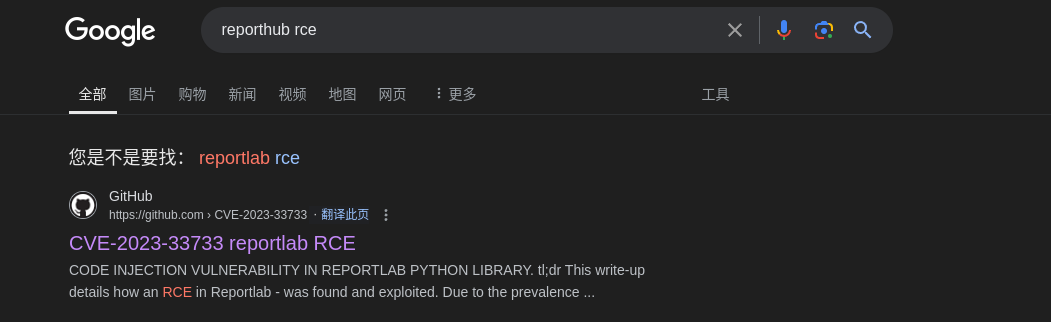 Google
reporthub rce
全部 图片 购物 新闻 视频 地图 网页 更多 工具
您是不是要找： reportlab rce
GitHub
https://github.com › CVE-2023-33733 · 翻译此页
CVE-2023-33733 reportlab RCE
CODE INJECTION VULNERABILITY IN REPORTLAB PYTHON LIBRARY. tl;dr This write-up
details how an RCE in Reportlab - was found and exploited. Due to the prevalence ...